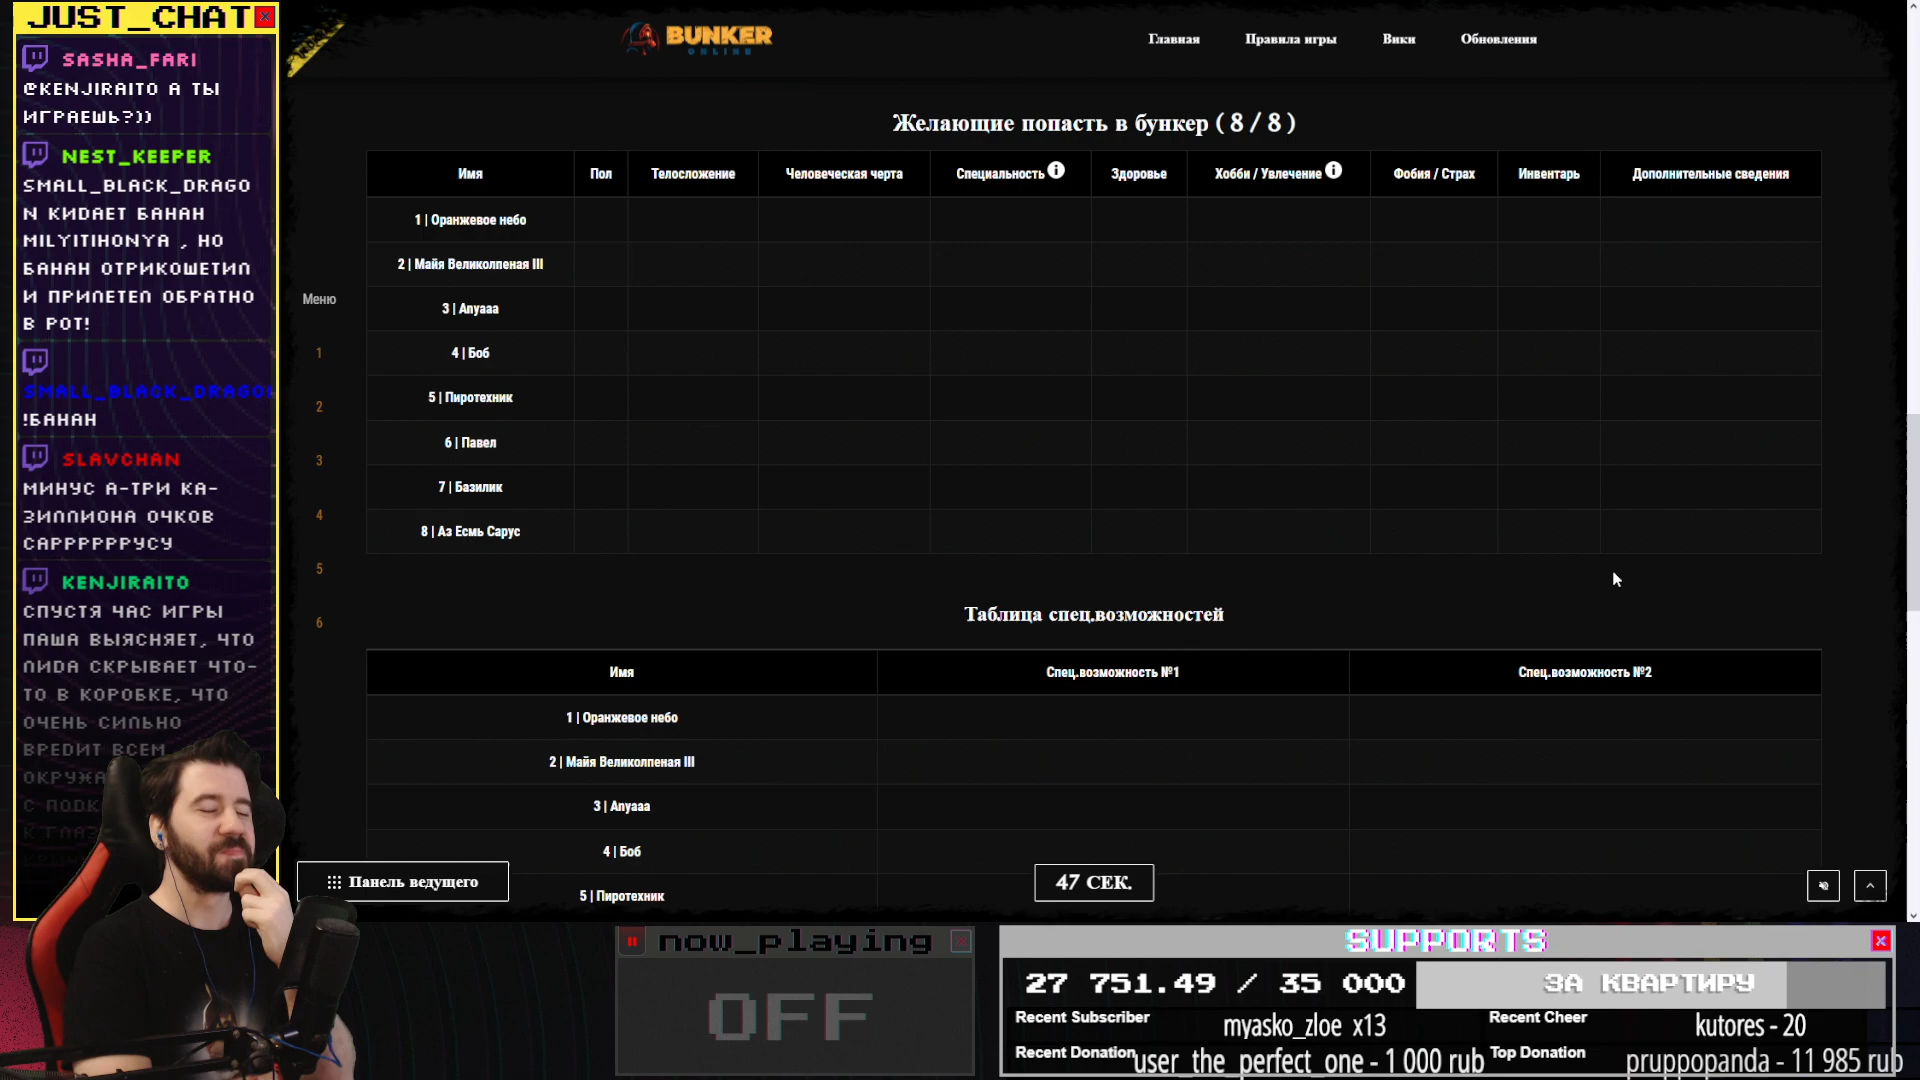 JUST_CHAT
SASHA_FARI
@KENJIRAITO А ТЫ
ИГРАЕШЬ?))
NEST_KEEPER
SMALL_BLACK_DRAGO
N КИДАЕТ БАНАН
MILYITIHONYA , НО
БАНАН ОТРИКОШЕТИЛ
И ПРИЛЕТЕЛ ОБРАТНО
В РОТ!
SMALL_BLACK_DRAGON
!БАНАН
SLAVCHAN
МИНУС А-ТРИ КА-
ЗИЛЛИОНА ОЧКОВ
САРРРРРРУСУ
KENJIRAITO
СПУСТЯ ЧАС ИГРЫ
ПАША ВЫЯСНЯЕТ, ЧТО
ЛИДА СКРЫВАЕТ ЧТО-
ТО В КОРОБКЕ, ЧТО
ОЧЕНЬ СИЛЬНО
ВРЕДИТ ВСЕМ
BUNKER
ONLINE
Главная Правила игры Вики Обновления
Меню
1
2
3
4
5
6
Желающие попасть в бункер ( 8 / 8 )
Имя Пол Телосложение Человеческая черта Специальность Здоровье Хобби / Увлечение Фобия / Страх Инвентарь Дополнительные сведения
1 | Оранжевое небо
2 | Майя Великолпеная III
3 | Anyaaa
4 | Боб
5 | Пиротехник
6 | Павел
7 | Базилик
8 | Аз Есмь Сарус
Таблица спец.возможностей
Имя Спец.возможность №1 Спец.возможность №2
1 | Оранжевое небо
2 | Майя Великолпеная III
3 | Anyaaa
4 | Боб
5 | Пиротехник
Панель ведущего
47 СЕК.
now_playing
OFF
SUPPORTS
27 751.49 / 35 000 ЗА КВАРТИРУ
Recent Subscriber myasko_zloe x13 Recent Cheer kutores - 20
Recent Donation user_the_perfect_one - 1 000 rub Top Donation pruppopanda - 11 985 rub